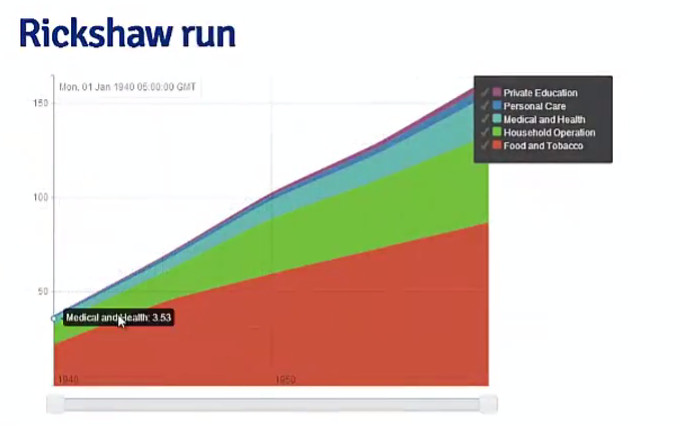 Rickshaw run
Mon, 01 Jan 1940 05:00:00 GMT
150
100
50
Private Education
Personal Care
Medical and Health
Household Operation
Food and Tobacco
Medical and Health: 3.53
1940
1950